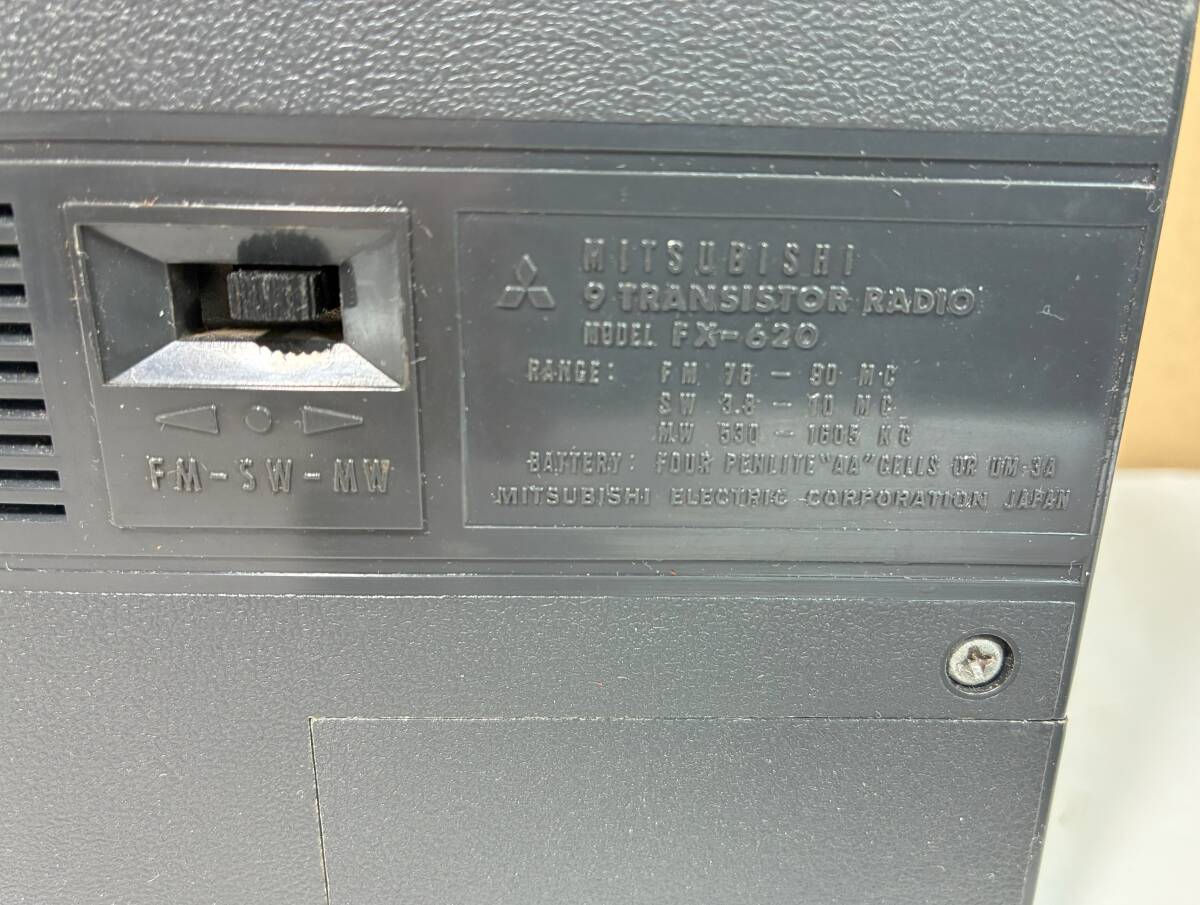 MITSUBISHI
9 TRANSISTOR RADIO
MODEL FX-620
RANGE: FM 76 - 90 MC
SW 3.8 - 10 MC
MW 530 - 1605 KC
BATTERY: FOUR PENLITE "AA" CELLS OR UM-3A
MITSUBISHI ELECTRIC CORPORATION JAPAN
FM-SW-MW